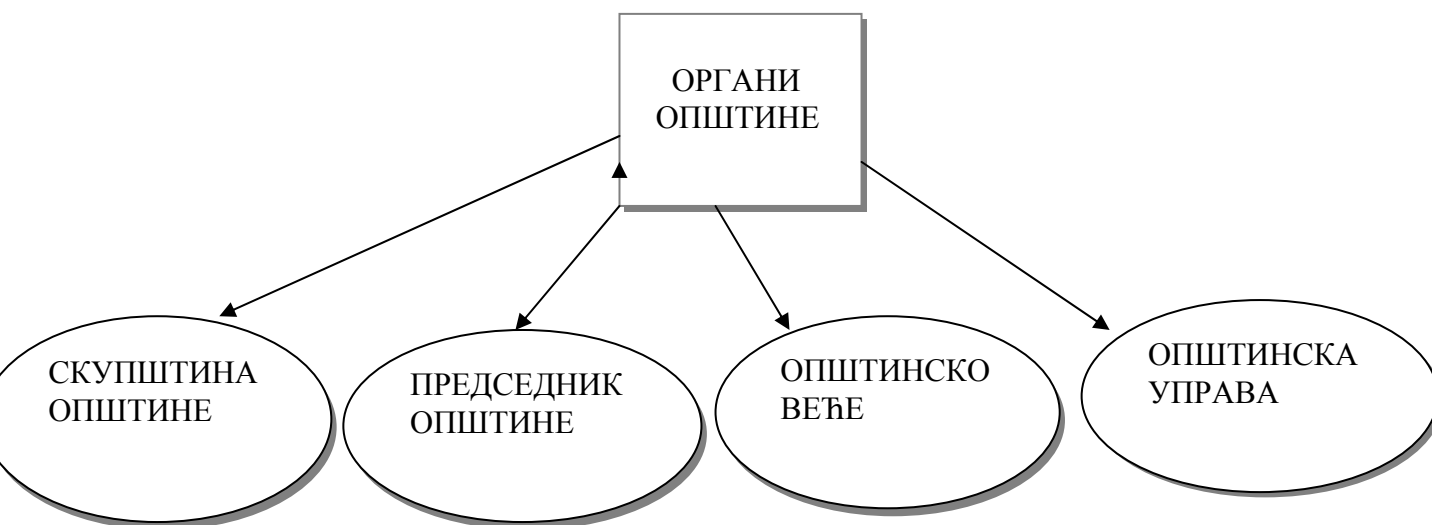 ОРГАНИ
ОПШТИНЕ
СКУПШТИНА
ОПШТИНЕ
ПРЕДСЕДНИК
ОПШТИНЕ
ОПШТИНСКО
ВЕЋЕ
ОПШТИНСКА
УПРАВА